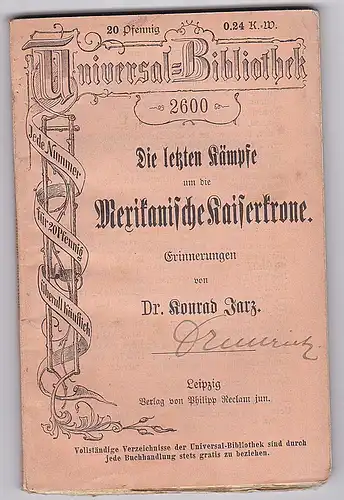 20 Pfennig 0.24 K.-W.
Universal-Bibliothek
2600
Jede Nummer
für 20 Pfennig
überall käuflich
Die letzten Kämpfe
um die
Mexikanische Kaiserkrone.
Erinnerungen
von
Dr. Konrad Jarz.
Leipzig
Verlag von Philipp Reclam jun.
Vollständige Verzeichnisse der Universal-Bibliothek sind durch
jede Buchhandlung stets gratis zu beziehen.